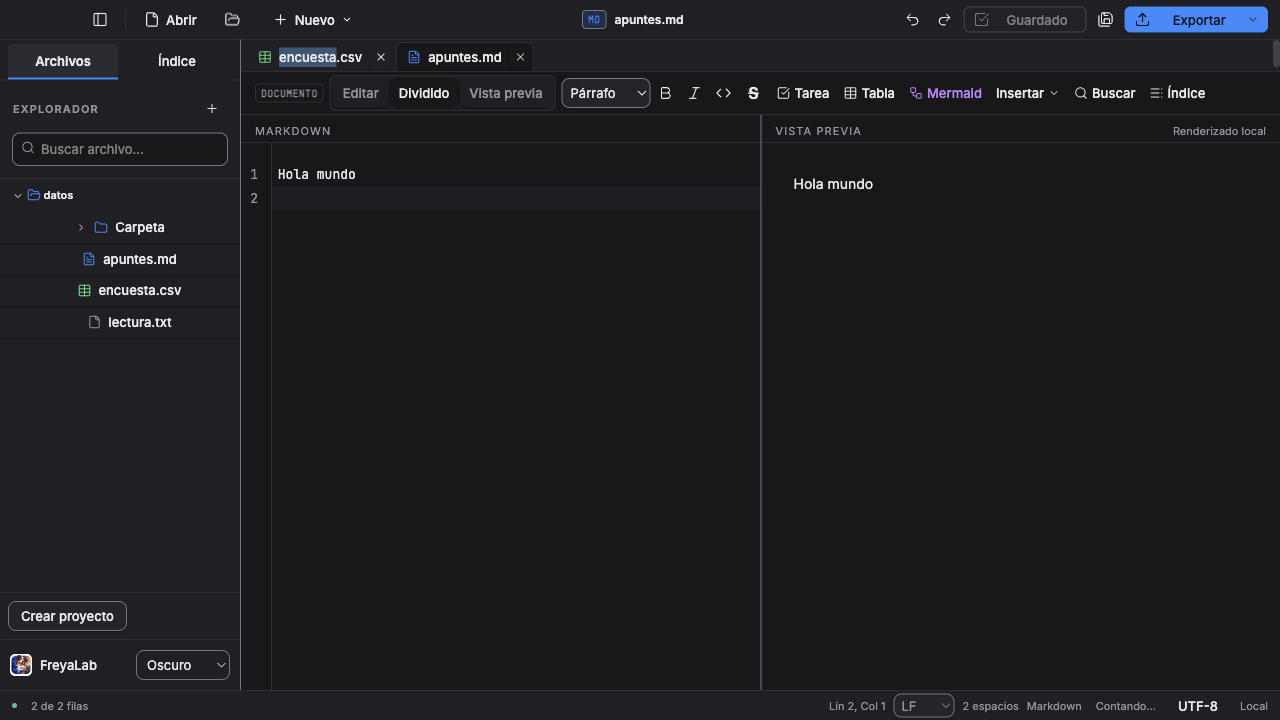 Abrir
Nuevo
MD apuntes.md
Guardado
Exportar
Archivos
Índice
encuesta.csv
apuntes.md
EXPLORADOR
DOCUMENTO
Editar
Dividido
Vista previa
Párrafo
B I S
Tarea
Tabla
Mermaid
Insertar
Buscar
Índice
Buscar archivo...
MARKDOWN
VISTA PREVIA
Renderizado local
1 Hola mundo
2
Hola mundo
datos
Carpeta
apuntes.md
encuesta.csv
lectura.txt
Crear proyecto
FreyaLab
Oscuro
2 de 2 filas
Lín 2, Col 1
LF
2 espacios
Markdown
Contando...
UTF-8
Local